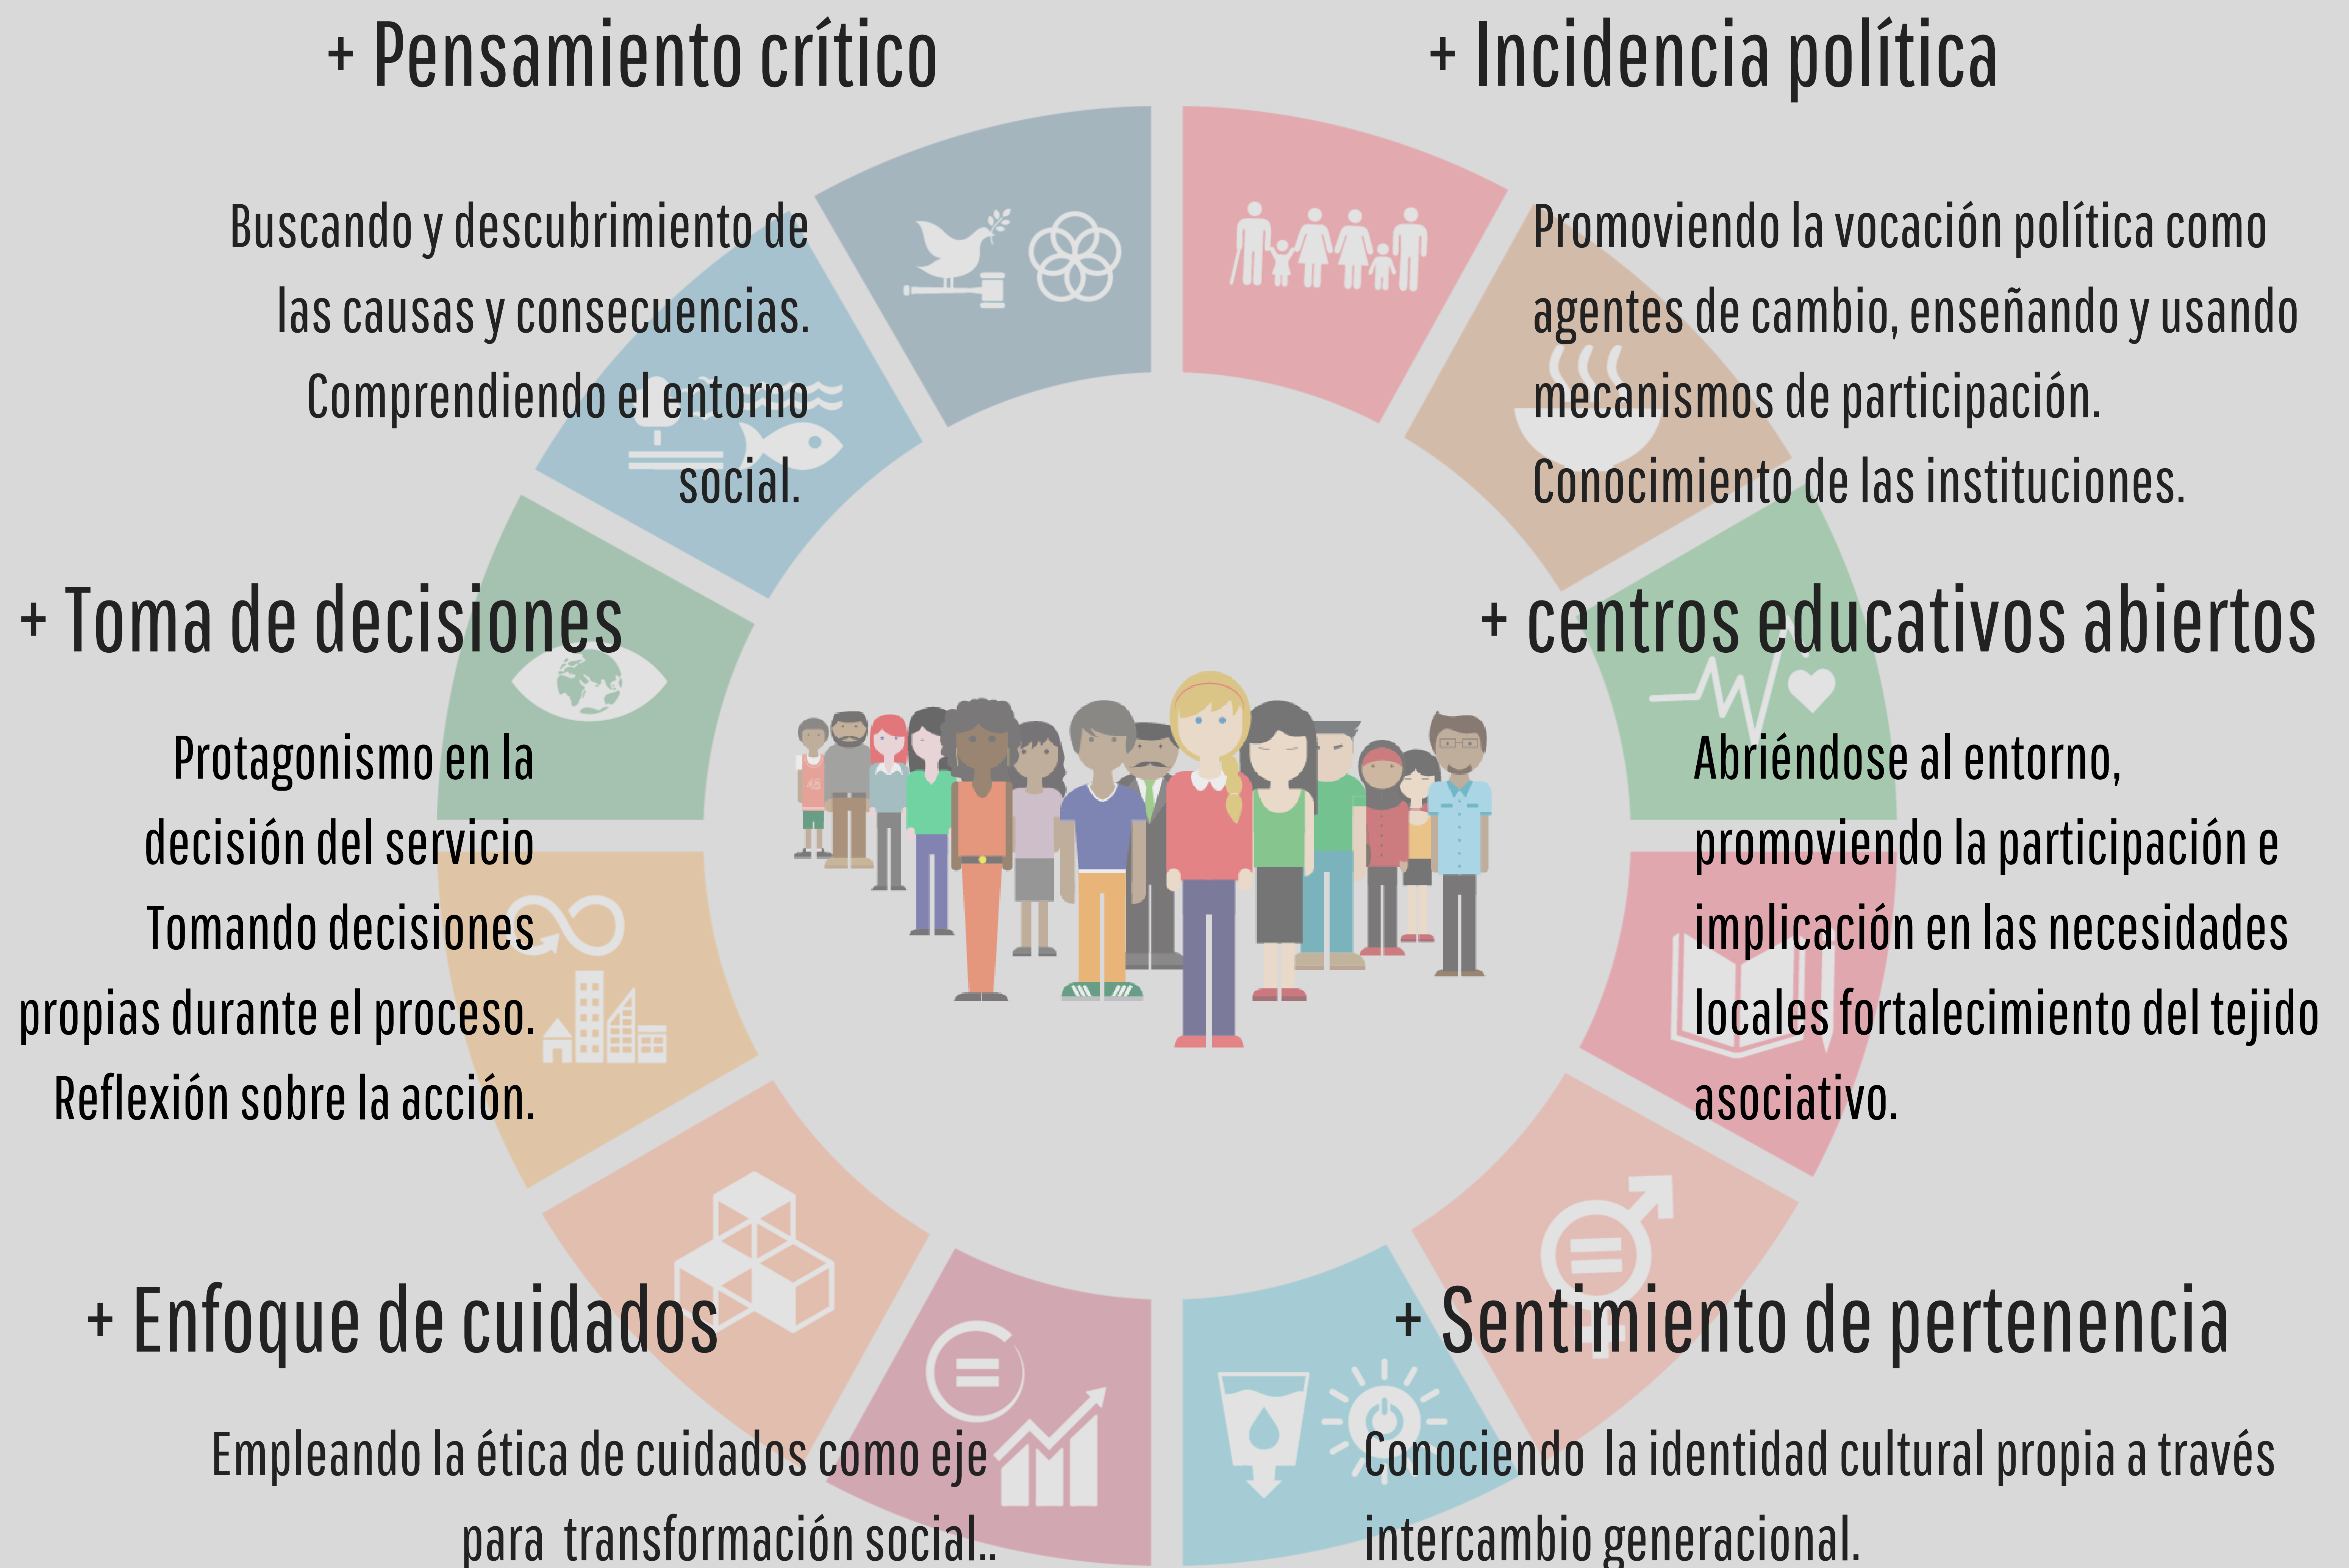 + Pensamiento crítico
Buscando y descubrimiento de
las causas y consecuencias.
Comprendiendo el entorno
social.
+ Incidencia política
Promoviendo la vocación política como
agentes de cambio, enseñando y usando
mecanismos de participación.
Conocimiento de las instituciones.
+ Toma de decisiones
Protagonismo en la
decisión del servicio
Tomando decisiones
propias durante el proceso.
Reflexión sobre la acción.
+ centros educativos abiertos
Abriéndose al entorno,
promoviendo la participación e
implicación en las necesidades
locales fortalecimiento del tejido
asociativo.
+ Enfoque de cuidados
Empleando la ética de cuidados como eje
para transformación social..
+ Sentimiento de pertenencia
Conociendo la identidad cultural propia a través
intercambio generacional.